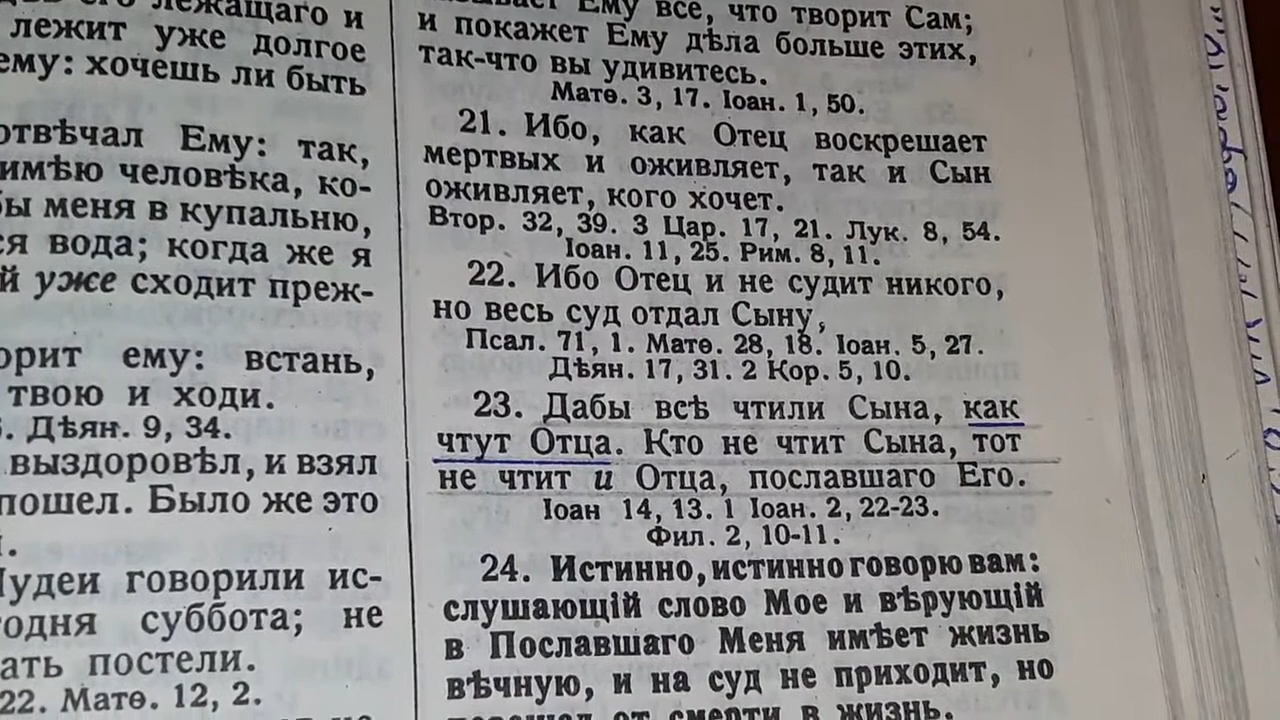 лежащаго и
лежит уже долгое
ему: хочешь ли быть
отвѣчал Ему: так,
имѣю человѣка, ко-
бы меня в купальню,
ся вода; когда же я
й уже сходит преж-
орит ему: встань,
твою и ходи.
Дѣян. 9, 34.
выздоровѣл, и взял
пошел. Было же это
Иудеи говорили ис-
годня суббота; не
ать постели.
22. Матѳ. 12, 2.
Ему все, что творит Сам;
и покажет Ему дѣла больше этих,
так-что вы удивитесь.
Матѳ. 3, 17. Іоан. 1, 50.
21. Ибо, как Отец воскрешает
мертвых и оживляет, так и Сын
оживляет, кого хочет.
Втор. 32, 39. 3 Цар. 17, 21. Лук. 8, 54.
Іоан. 11, 25. Рим. 8, 11.
22. Ибо Отец и не судит никого,
но весь суд отдал Сыну,
Псал. 71, 1. Матѳ. 28, 18. Іоан. 5, 27.
Дѣян. 17, 31. 2 Кор. 5, 10.
23. Дабы всѣ чтили Сына, как
чтут Отца. Кто не чтит Сына, тот
не чтит и Отца, пославшаго Его.
Іоан 14, 13. 1 Іоан. 2, 22-23.
Фил. 2, 10-11.
24. Истинно, истинно говорю вам:
слушающій слово Мое и вѣрующій
в Пославшаго Меня имѣет жизнь
вѣчную, и на суд не приходит, но
от смерти в жизнь.